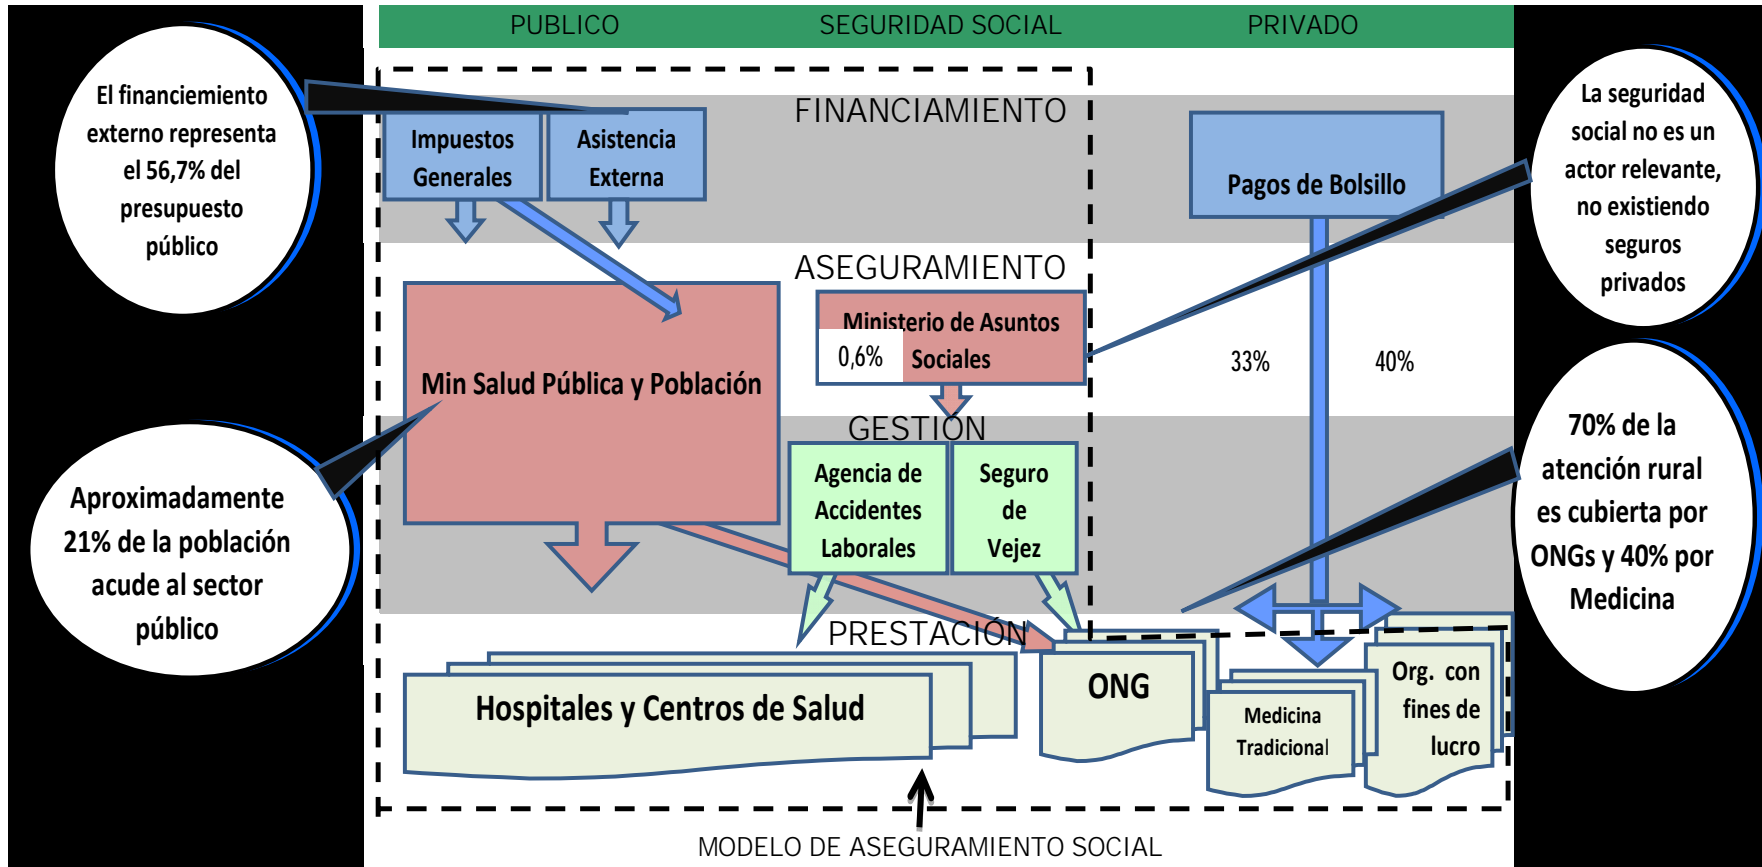 PUBLICO
SEGURIDAD SOCIAL
PRIVADO
El financiemiento
externo representa
el 56,7% del
presupuesto
público
FINANCIAMIENTO
Impuestos
Generales
Asistencia
Externa
Pagos de Bolsillo
La seguridad
social no es un
actor relevante,
no existiendo
seguros
privados
ASEGURAMIENTO
Ministerio de Asuntos
Sociales
0,6%
33%
40%
Min Salud Pública y Población
GESTIÓN
Agencia de
Accidentes
Laborales
Seguro
de
Vejez
Aproximadamente
21% de la población
acude al sector
público
70% de la
atención rural
es cubierta por
ONGs y 40% por
Medicina
PRESTACIÓN
Hospitales y Centros de Salud
ONG
Medicina
Tradicional
Org. con
fines de
lucro
MODELO DE ASEGURAMIENTO SOCIAL